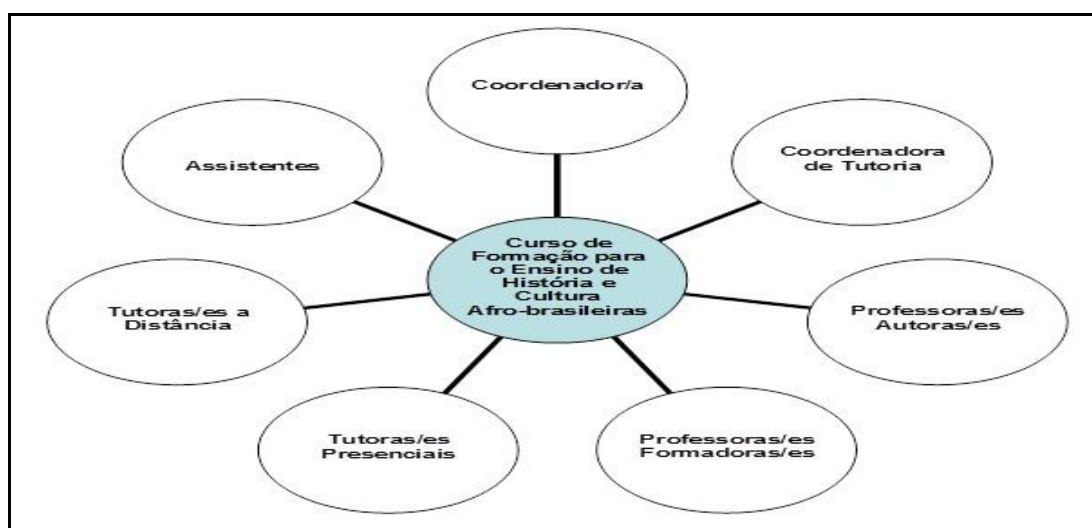 Coordenador/a
Coordenadora
de Tutoria
Assistentes
Curso de
Formação para
o Ensino de
História e
Cultura
Afro-brasileiras
Tutoras/es a
Distância
Professoras/es
Autoras/es
Tutoras/es
Presenciais
Professoras/es
Formadoras/es